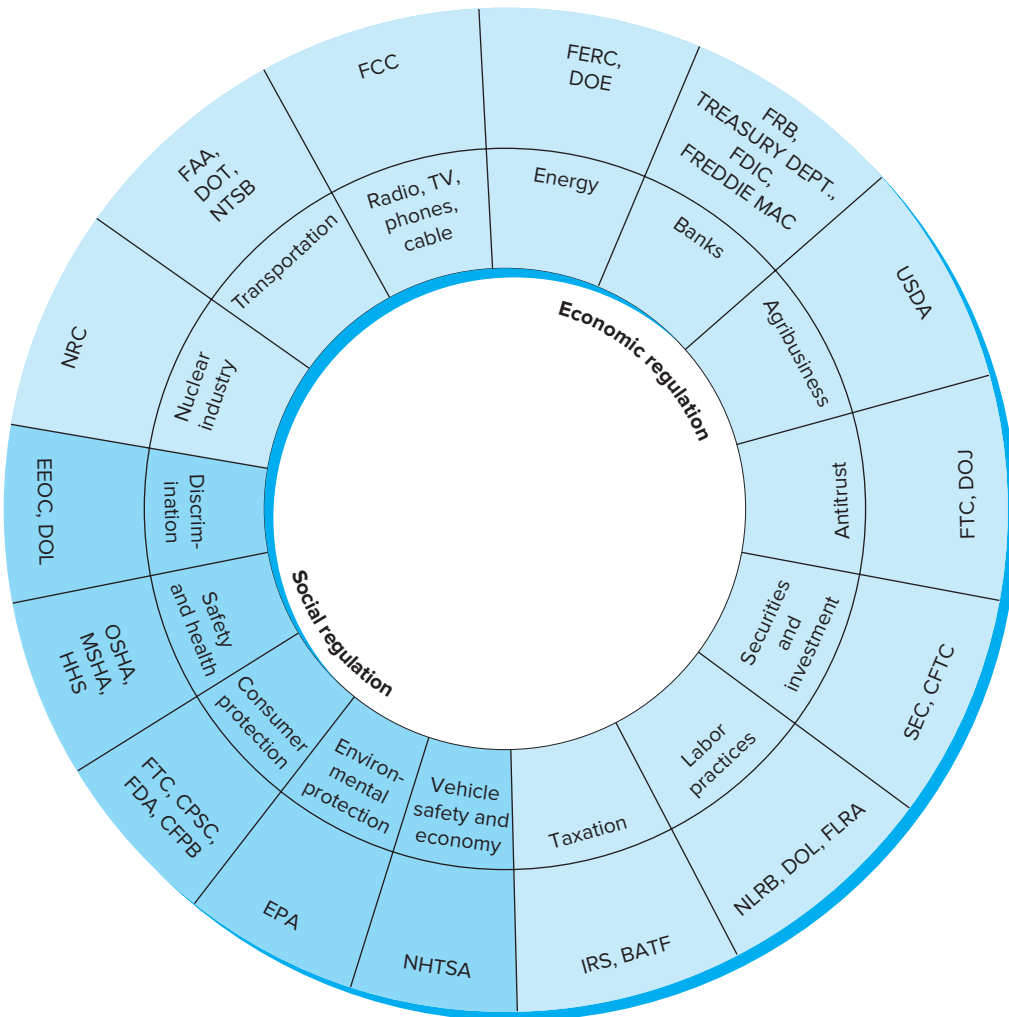 FCC
Radio, TV,
phones,
cable
FERC,
DOE
Energy
FRB,
TREASURY DEPT.,
FDIC,
FREDDIE MAC
Banks
USDA
Agribusiness
FTC, DOJ
Antitrust
SEC, CFTC
Securities
and
investment
NLRB, DOL, FLRA
Labor
practices
IRS, BATF
Taxation
NHTSA
Vehicle
safety and
economy
EPA
Environ-
mental
protection
FTC, CPSC,
FDA, CFPB
Consumer
protection
OSHA,
MSHA,
HHS
Safety
and health
EEOC, DOL
Discrim-
ination
NRC
Nuclear
industry
FAA,
DOT,
NTSB
Transportation
Economic regulation
Social regulation